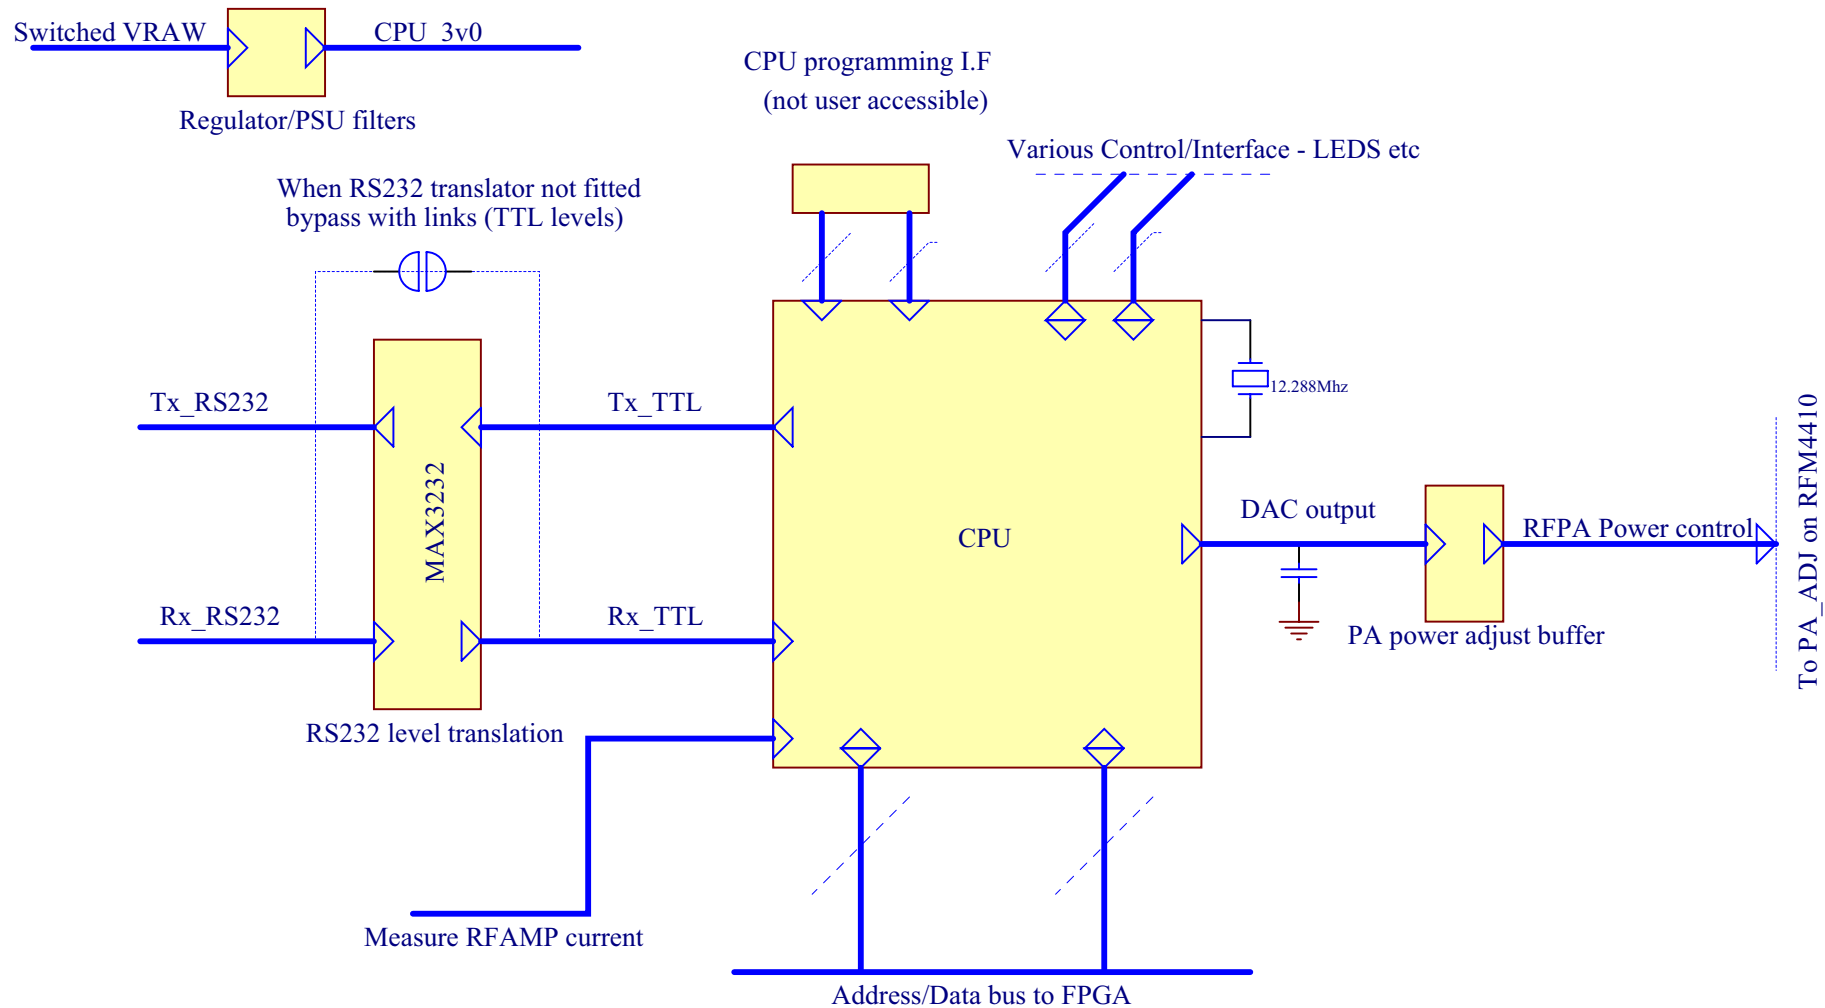 Switched VRAW
CPU_3v0
Regulator/PSU filters
CPU programming I.F
(not user accessible)
Various Control/Interface - LEDS etc
When RS232 translator not fitted
bypass with links (TTL levels)
12.288Mhz
Tx_RS232
Tx_TTL
MAX3232
CPU
DAC output
RFPA Power control
To PA_ADJ on RFM4410
Rx_RS232
Rx_TTL
PA power adjust buffer
RS232 level translation
Measure RFAMP current
Address/Data bus to FPGA